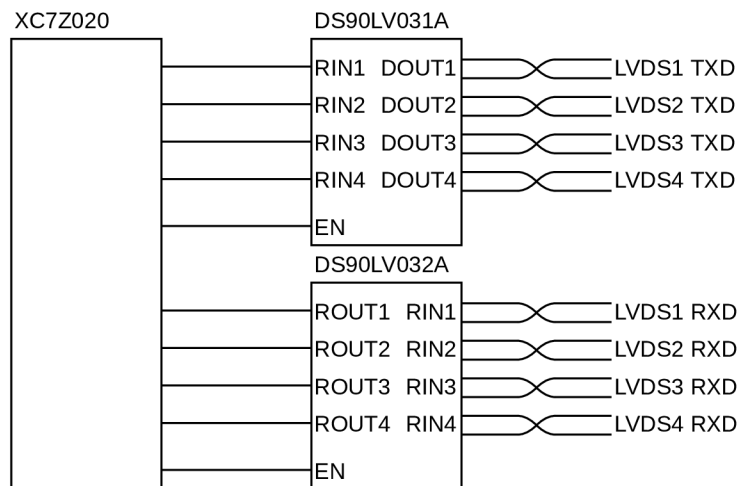 XC7Z020
DS90LV031A
RIN1 DOUT1 LVDS1 TXD
RIN2 DOUT2 LVDS2 TXD
RIN3 DOUT3 LVDS3 TXD
RIN4 DOUT4 LVDS4 TXD
EN
DS90LV032A
ROUT1 RIN1 LVDS1 RXD
ROUT2 RIN2 LVDS2 RXD
ROUT3 RIN3 LVDS3 RXD
ROUT4 RIN4 LVDS4 RXD
EN